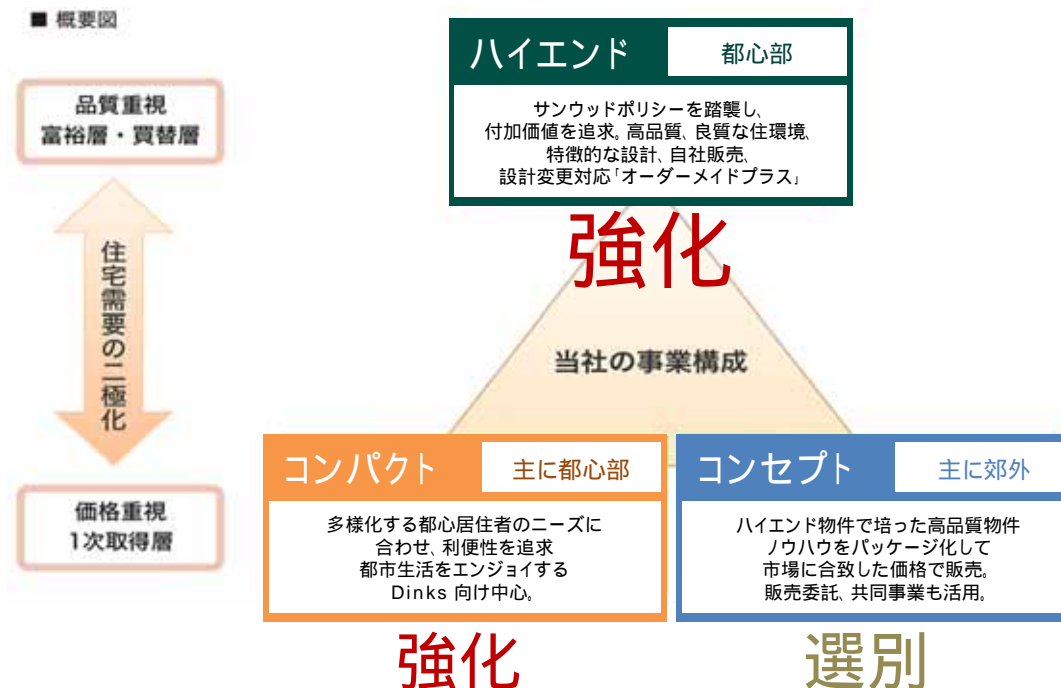 ■ 概要図
ハイエンド
都心部
サンウッドポリシーを踏襲し、
付加価値を追求。高品質、良質な住環境、
特徴的な設計、自社販売、
設計変更対応「オーダーメイドプラス」
強化
品質重視
富裕層・買替層
住宅需要の二極化
価格重視
1次取得層
当社の事業構成
コンパクト
主に都心部
多様化する都心居住者のニーズに
合わせ、利便性を追求
都市生活をエンジョイする
Dinks 向け中心。
強化
コンセプト
主に郊外
ハイエンド物件で培った高品質物件
ノウハウをパッケージ化して
市場に合致した価格で販売。
販売委託、共同事業も活用。
選別